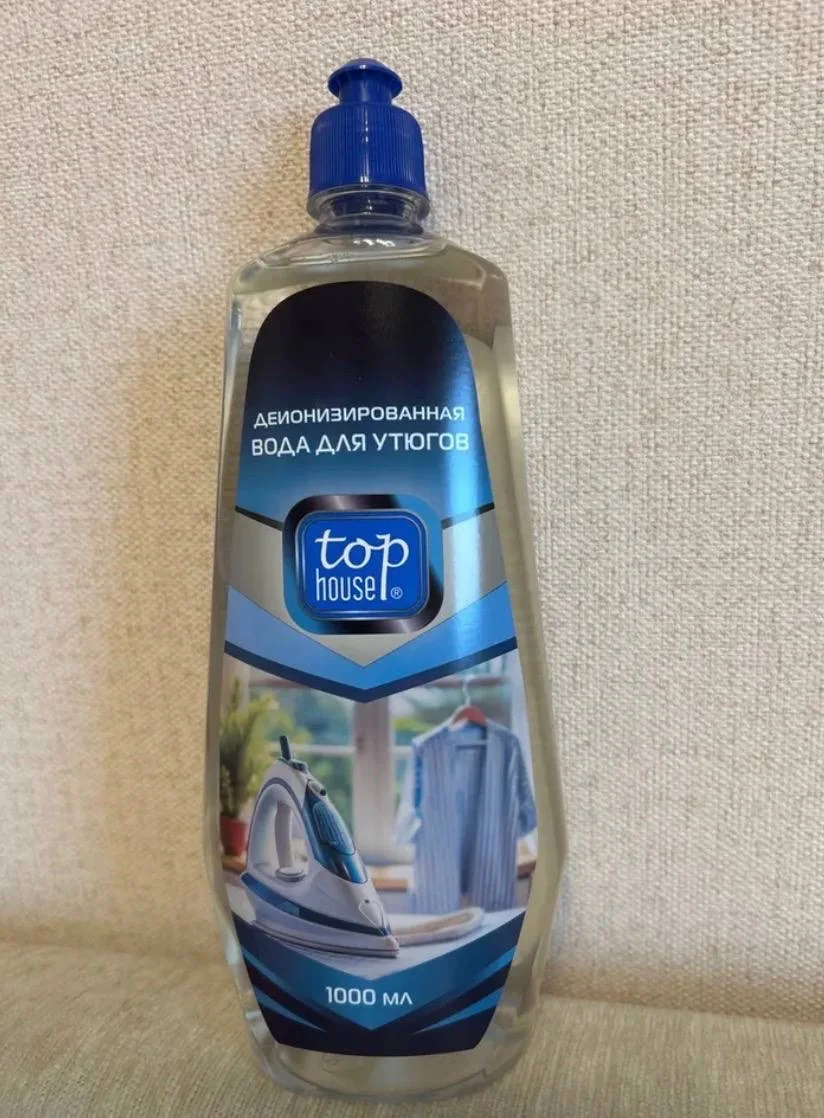 ДЕИОНИЗИРОВАННАЯ
ВОДА ДЛЯ УТЮГОВ
top
house®
1000 МЛ